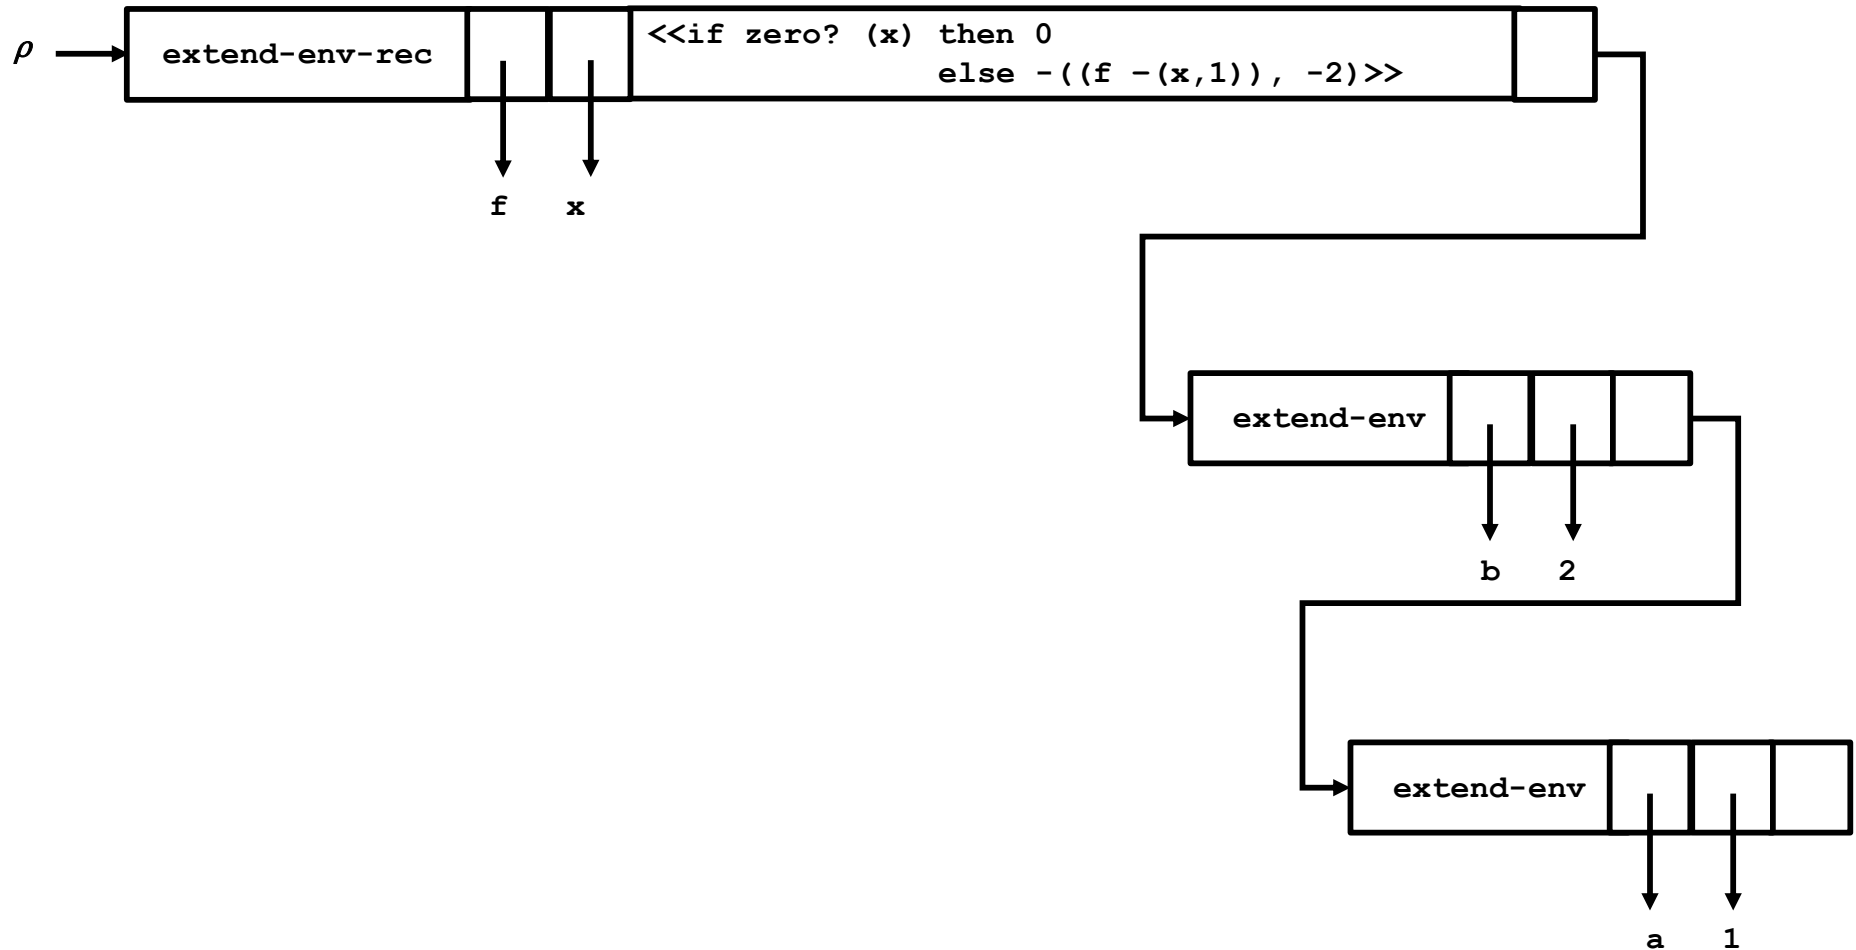 ρ
extend-env-rec
<<if zero? (x) then 0
else -((f –(x,1)), -2)>>
f x
extend-env
b 2
extend-env
a 1